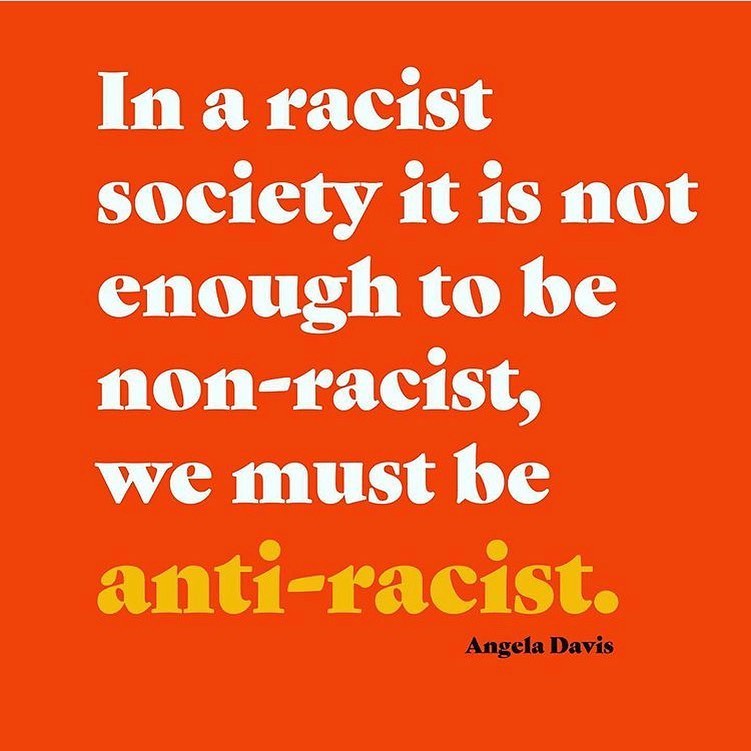 In a racist
society it is not
enough to be
non-racist,
we must be
anti-racist.
Angela Davis